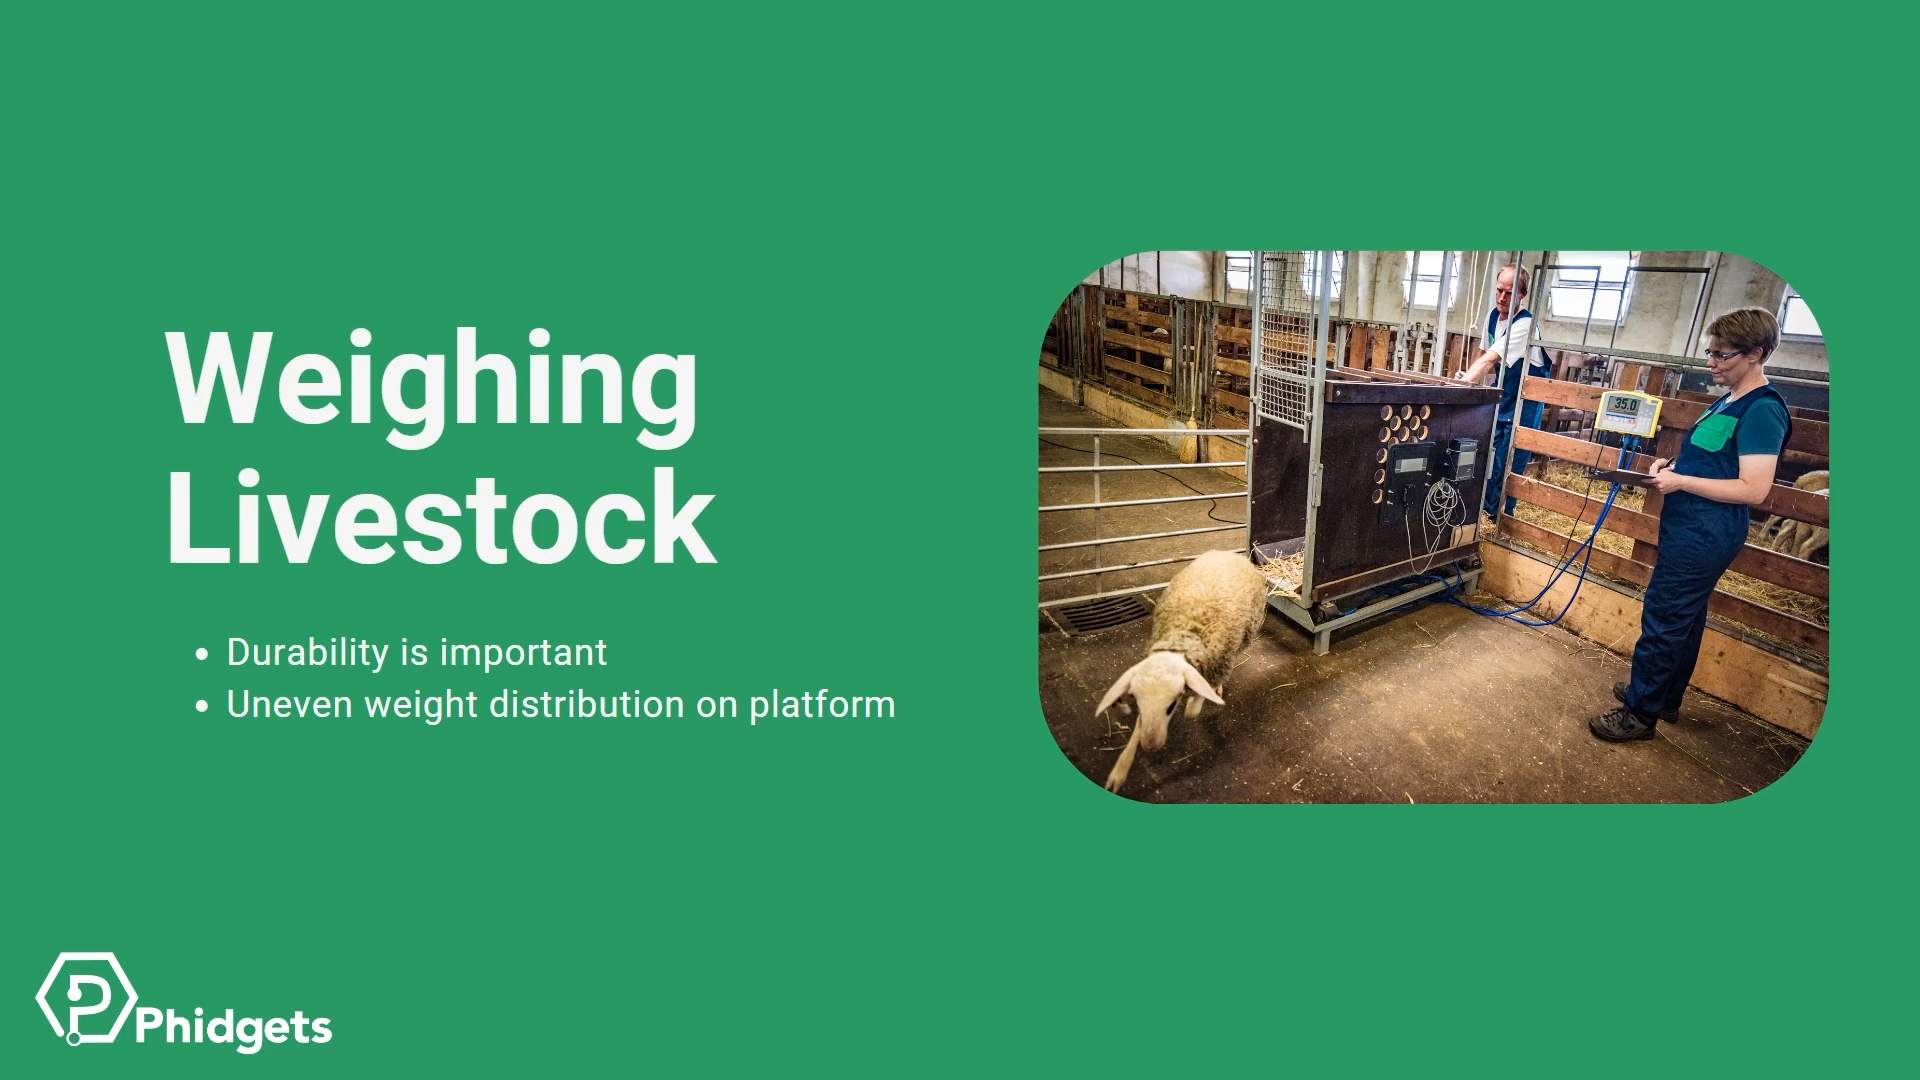 Weighing
Livestock
• Durability is important
• Uneven weight distribution on platform
35.0
Phidgets